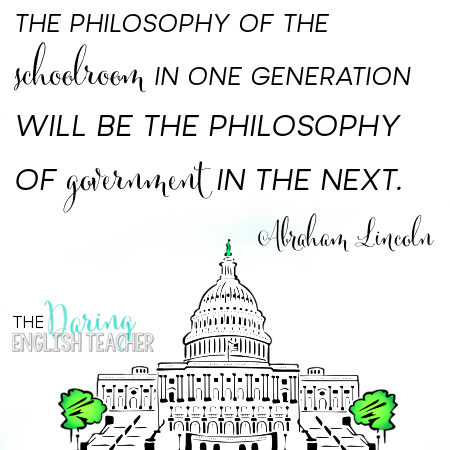 THE PHILOSOPHY OF THE
schoolroom IN ONE GENERATION
WILL BE THE PHILOSOPHY
OF government IN THE NEXT.
Abraham Lincoln
THE Daring
ENGLISH TEACHER